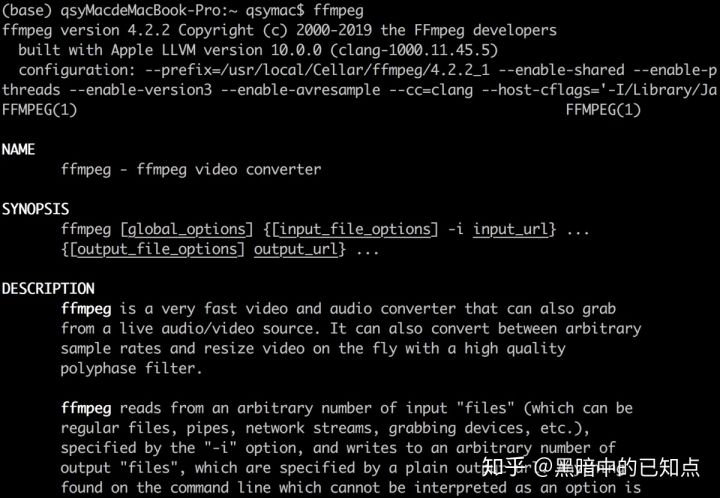 (base) qsyMacdeMacBook-Pro:~ qsymac$ ffmpeg
ffmpeg version 4.2.2 Copyright (c) 2000-2019 the FFmpeg developers
built with Apple LLVM version 10.0.0 (clang-1000.11.45.5)
configuration: --prefix=/usr/local/Cellar/ffmpeg/4.2.2_1 --enable-shared --enable-p
threads --enable-version3 --enable-avresample --cc=clang --host-cflags='-I/Library/Ja
FFMPEG(1) FFMPEG(1)
NAME
ffmpeg - ffmpeg video converter
SYNOPSIS
ffmpeg [global_options] {[input_file_options] -i input_url} ...
{[output_file_options] output_url} ...
DESCRIPTION
ffmpeg is a very fast video and audio converter that can also grab
from a live audio/video source. It can also convert between arbitrary
sample rates and resize video on the fly with a high quality
polyphase filter.
ffmpeg reads from an arbitrary number of input "files" (which can be
regular files, pipes, network streams, grabbing devices, etc.),
specified by the "-i" option, and writes to an arbitrary number of
output "files", which are specified by a plain
found on the command line which cannot be interpreted as an option is
知乎 @黑暗中的已知点